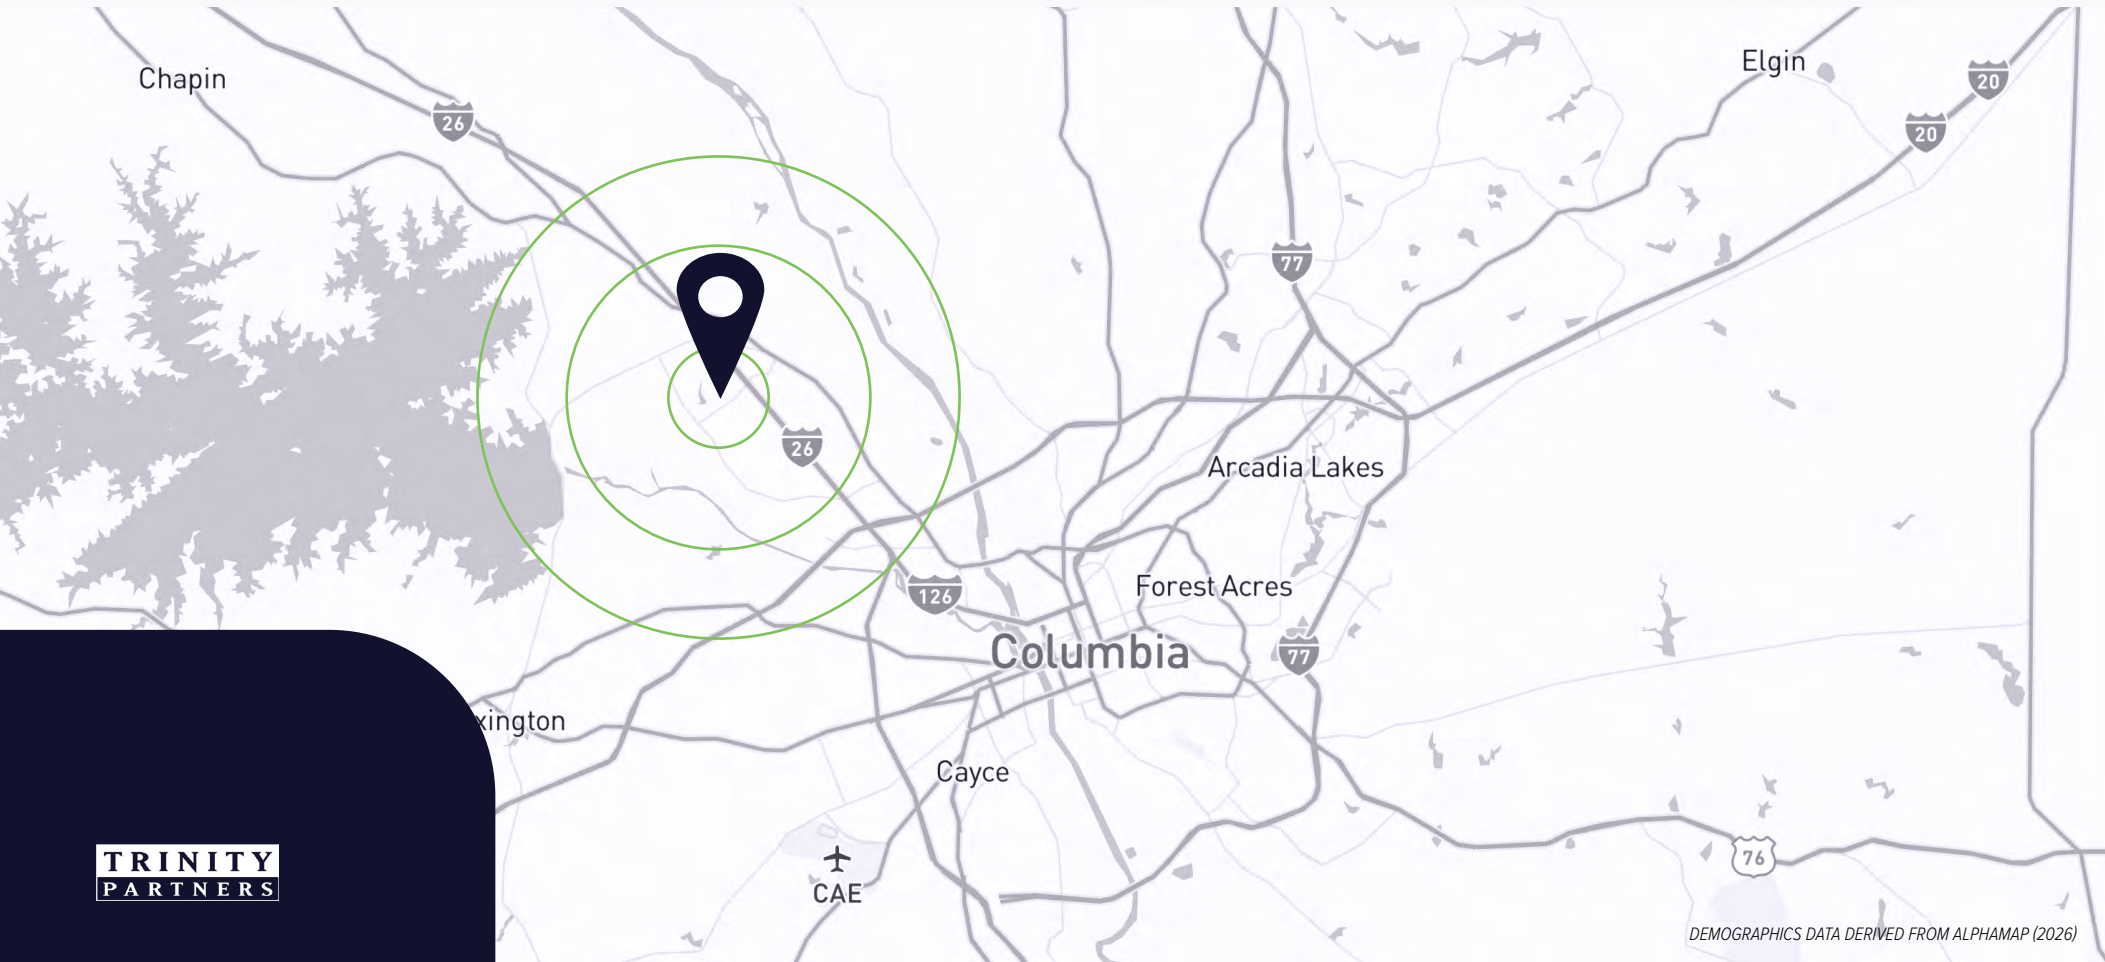 Chapin
Elgin
20
26
20
77
26
Arcadia Lakes
126
Forest Acres
Columbia
77
xington
Cayce
TRINITY
PARTNERS
76
CAE
DEMOGRAPHICS DATA DERIVED FROM ALPHAMAP (2026)